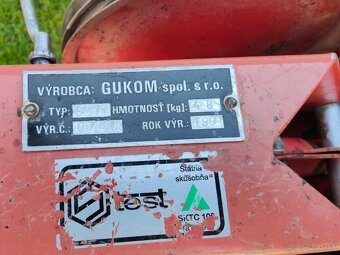 VÝROBCA: GUKOM spol. s r.o.
TYP: HMOTNOSŤ [kg]:
VÝR.Č. ROK VÝR.:
Štátna
skúšobňa
test
SKTC 106